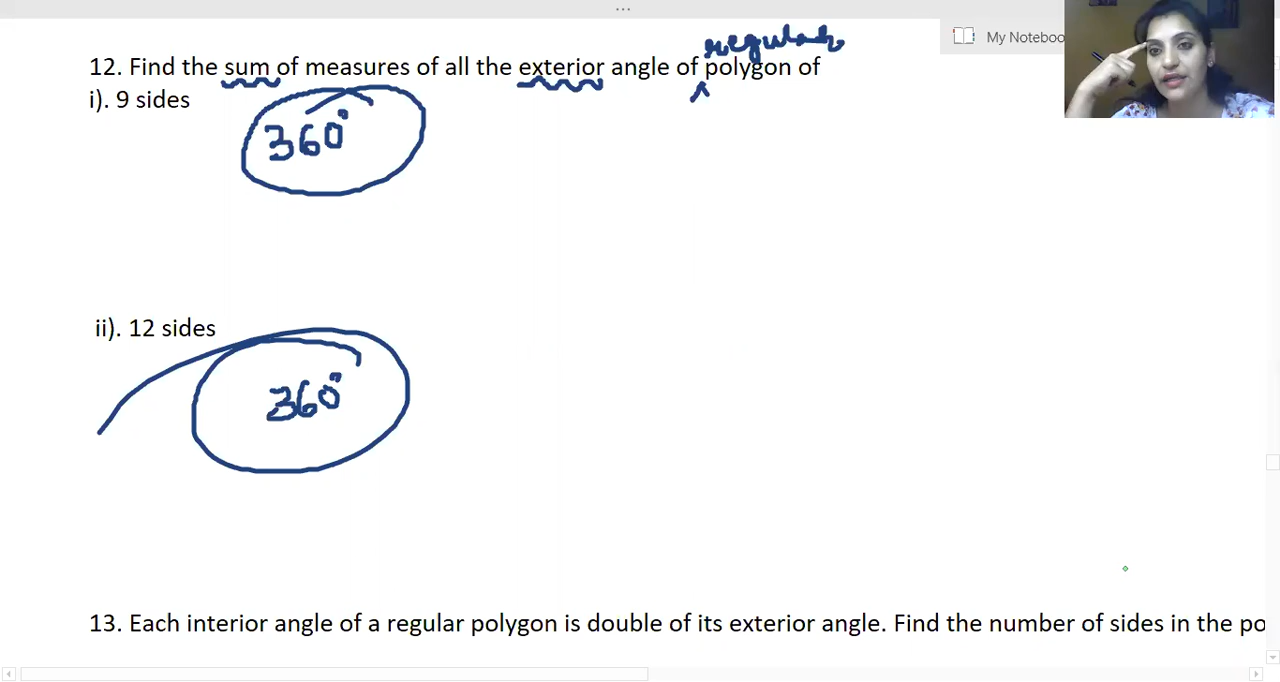 My Noteboo
regular
12. Find the sum of measures of all the exterior angle of polygon of
i). 9 sides
360°
ii). 12 sides
360°
13. Each interior angle of a regular polygon is double of its exterior angle. Find the number of sides in the po